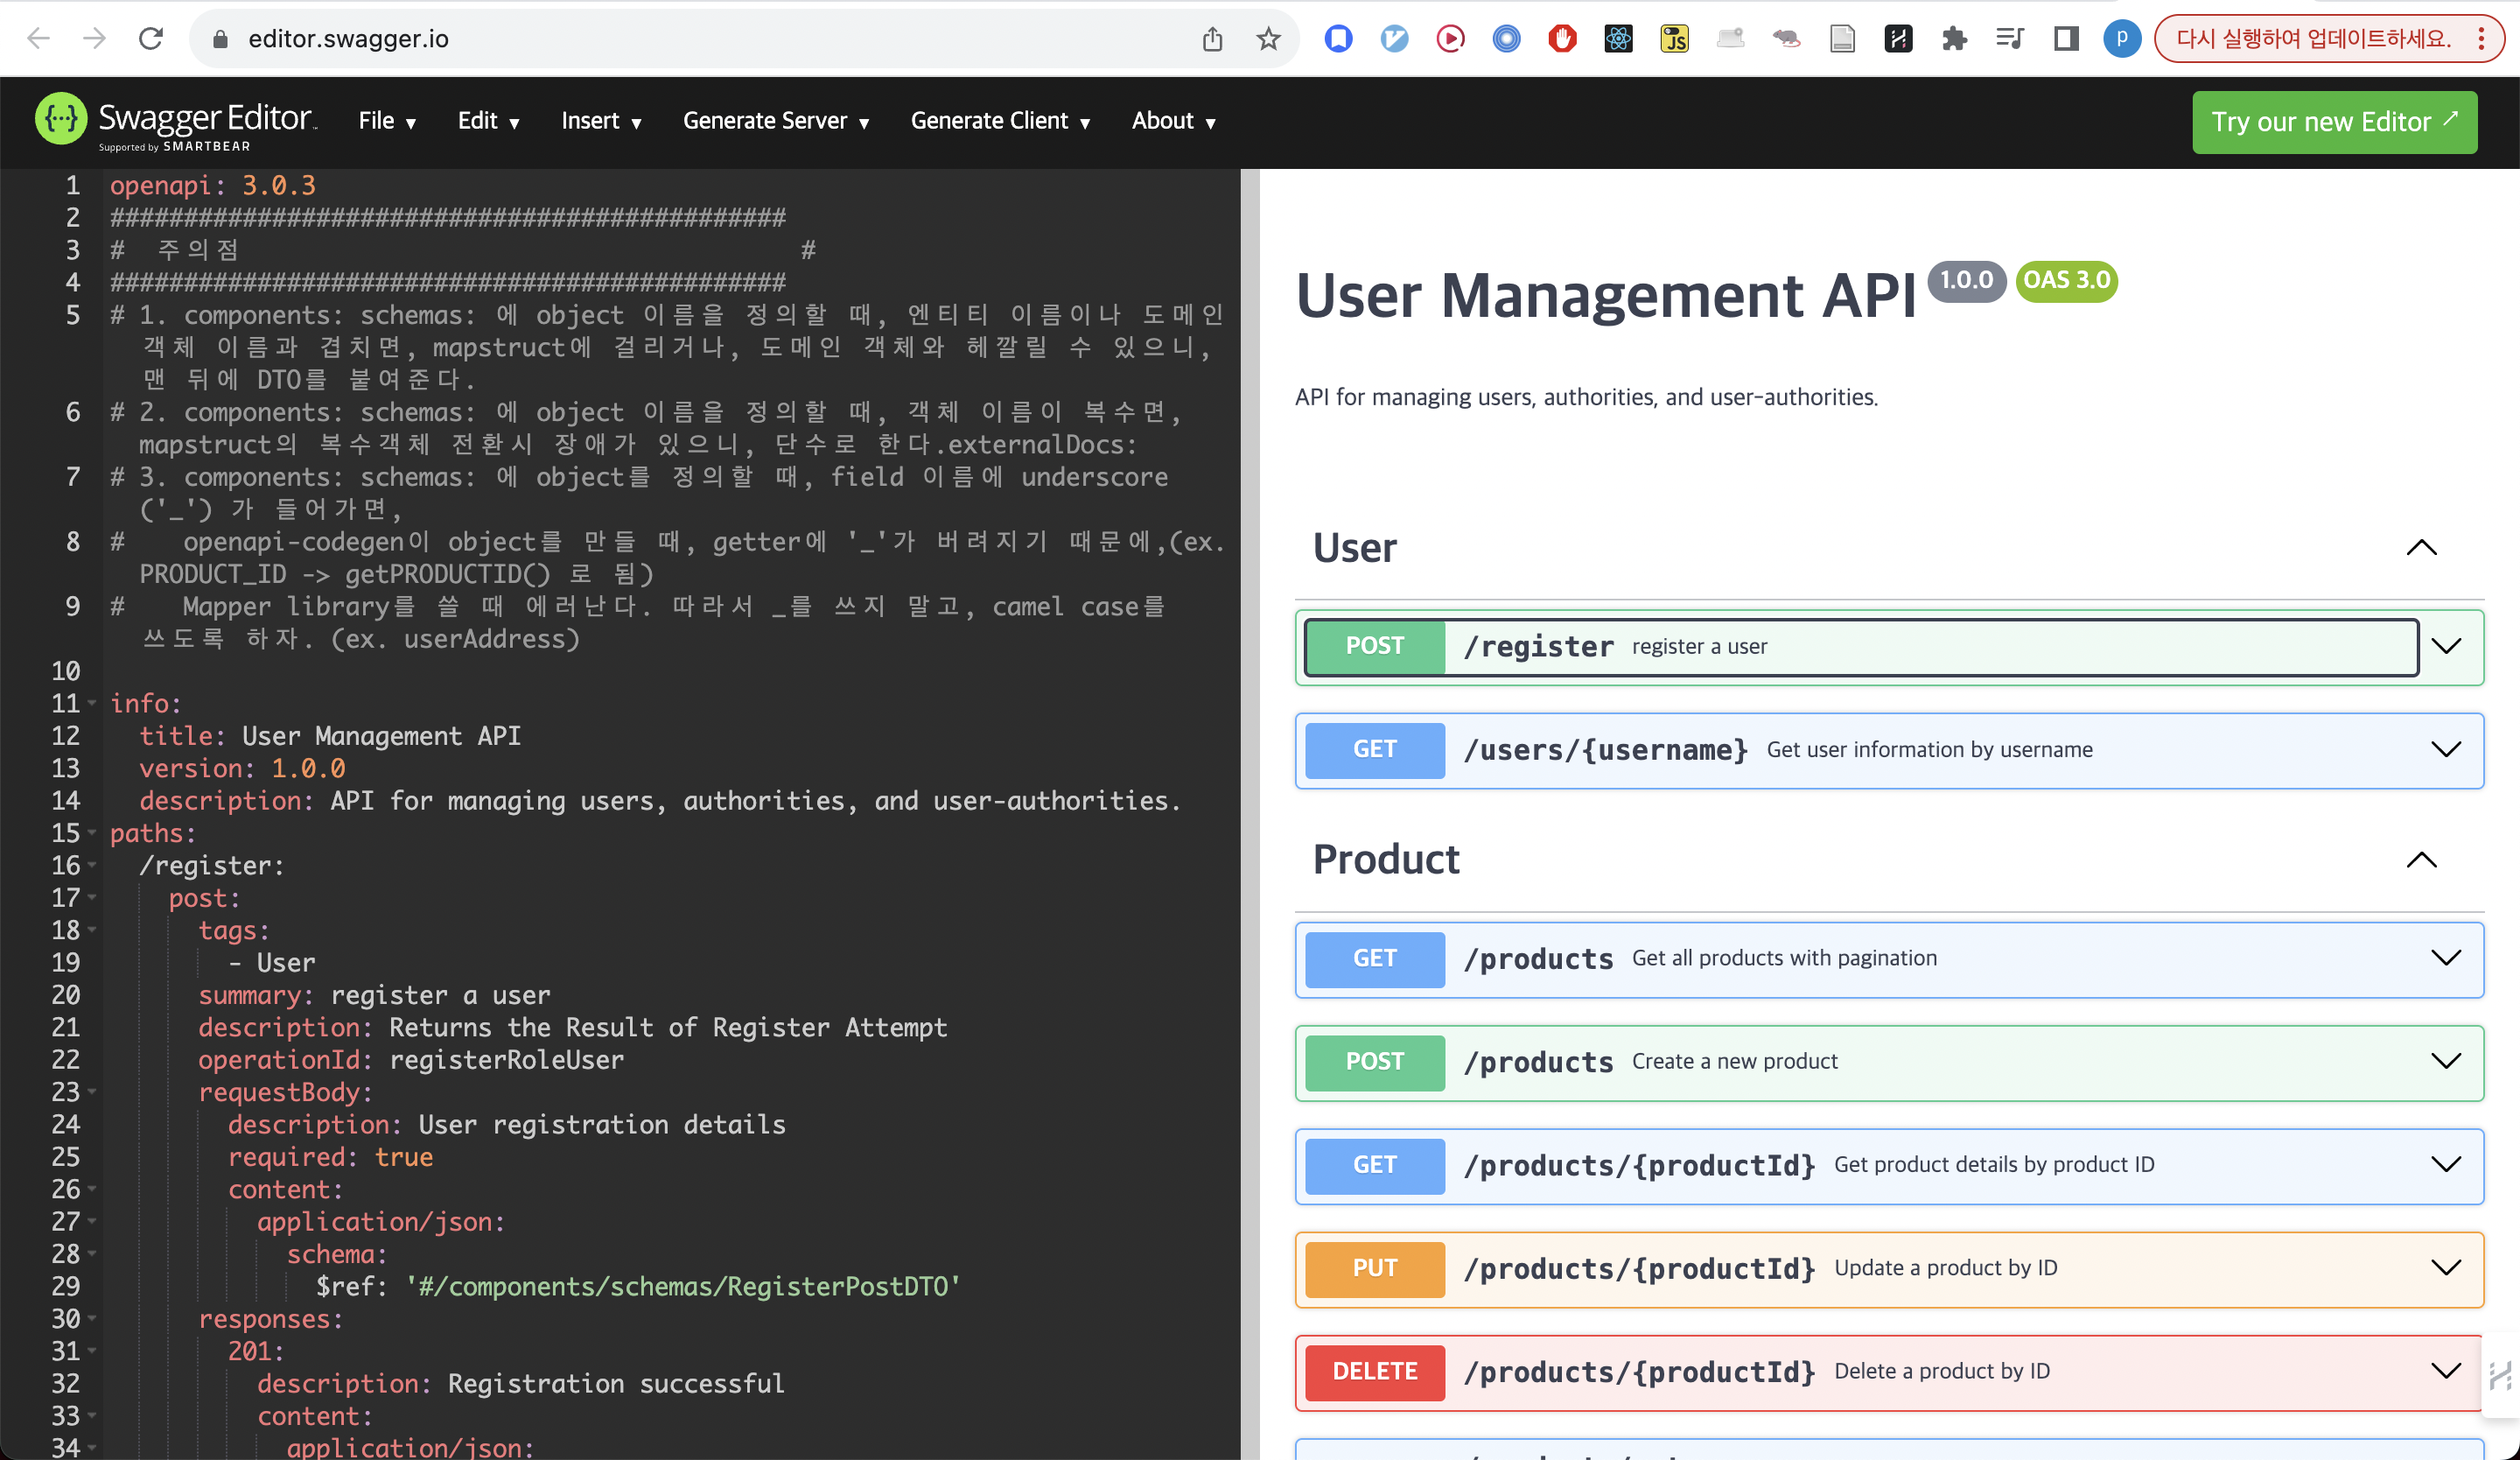 editor.swagger.io
JS
p
다시 실행하여 업데이트하세요.
Swagger Editor
Supported by SMARTBEAR
File ▼ Edit ▼ Insert ▼ Generate Server ▼ Generate Client ▼ About ▼
Try our new Editor
1 openapi: 3.0.3
2 ##############################################
3 # 주의점 #
4 ##############################################
5 # 1. components: schemas: 에 object 이름을 정의할 때, 엔티티 이름이나 도메인
객체 이름과 겹치면, mapstruct에 걸리거나, 도메인 객체와 헤깔릴 수 있으니,
맨 뒤에 DTO를 붙여준다.
6 # 2. components: schemas: 에 object 이름을 정의할 때, 객체 이름이 복수면,
mapstruct의 복수객체 전환시 장애가 있으니, 단수로 한다.externalDocs:
7 # 3. components: schemas: 에 object를 정의할 때, field 이름에 underscore
('_') 가 들어가면,
8 # openapi-codegen이 object를 만들 때, getter에 '_'가 버려지기 때문에,(ex.
PRODUCT_ID -> getPRODUCTID() 로 됨)
9 # Mapper library를 쓸 때 에러난다. 따라서 _를 쓰지 말고, camel case를
쓰도록 하자. (ex. userAddress)
10
11 info:
12 title: User Management API
13 version: 1.0.0
14 description: API for managing users, authorities, and user-authorities.
15 paths:
16 /register:
17 post:
18 tags:
19 - User
20 summary: register a user
21 description: Returns the Result of Register Attempt
22 operationId: registerRoleUser
23 requestBody:
24 description: User registration details
25 required: true
26 content:
27 application/json:
28 schema:
29 $ref: '#/components/schemas/RegisterPostDTO'
30 responses:
31 201:
32 description: Registration successful
33 content:
34 application/json:
User Management API 1.0.0 OAS 3.0
API for managing users, authorities, and user-authorities.
User
POST /register register a user
GET /users/{username} Get user information by username
Product
GET /products Get all products with pagination
POST /products Create a new product
GET /products/{productId} Get product details by product ID
PUT /products/{productId} Update a product by ID
DELETE /products/{productId} Delete a product by ID